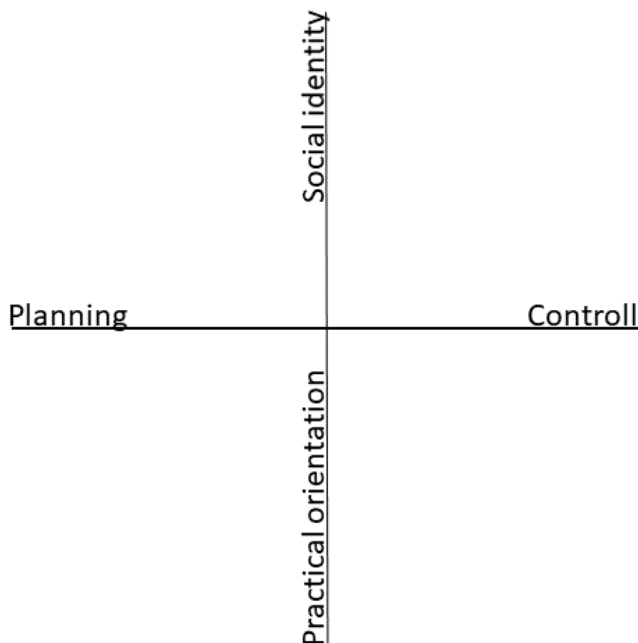 Social identity
Planning
Controll
Practical orientation